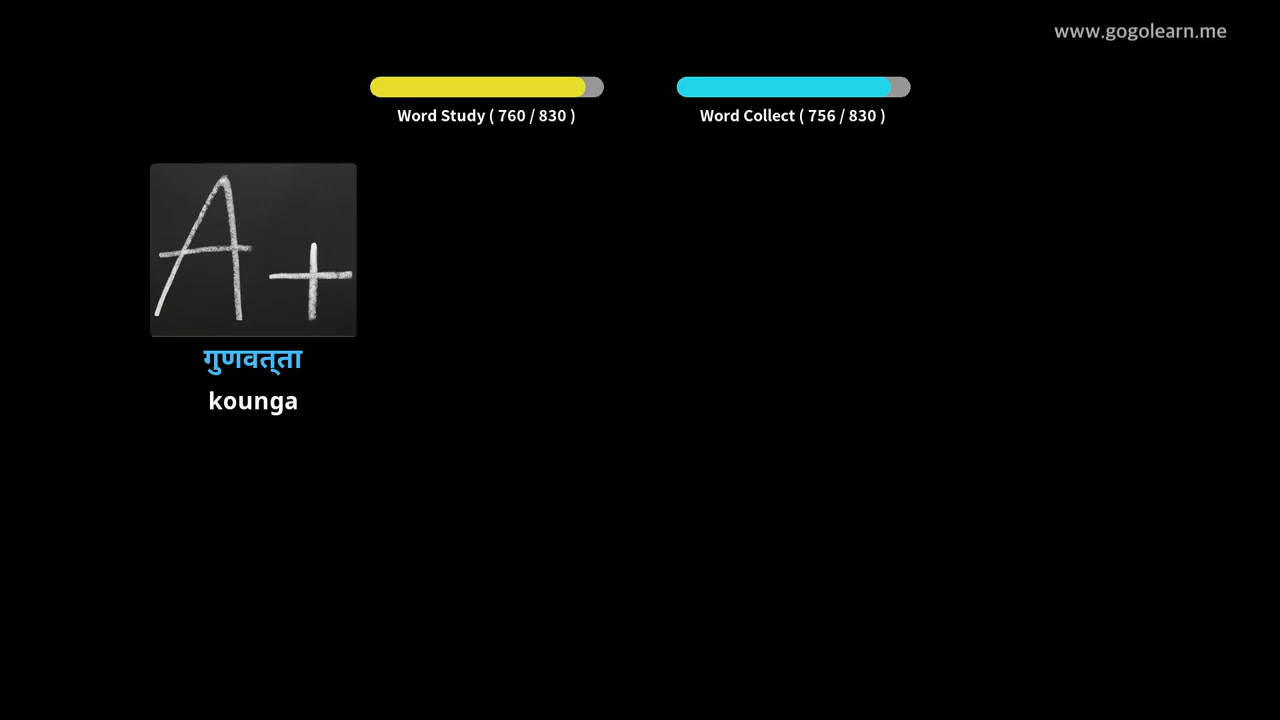 www.gogolearn.me
Word Study ( 760 / 830 )
Word Collect ( 756 / 830 )
A+
गुणवत्ता
kounga